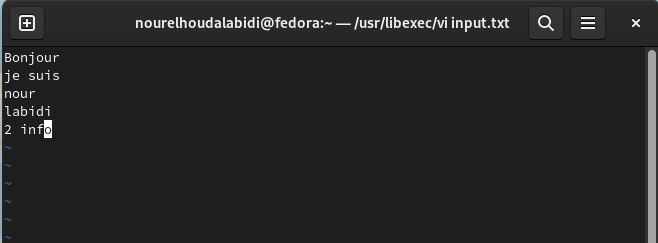 nourelhoudalabidi@fedora:~ — /usr/libexec/vi input.txt
Bonjour
je suis
nour
labidi
2 info
~
~
~
~
~
~